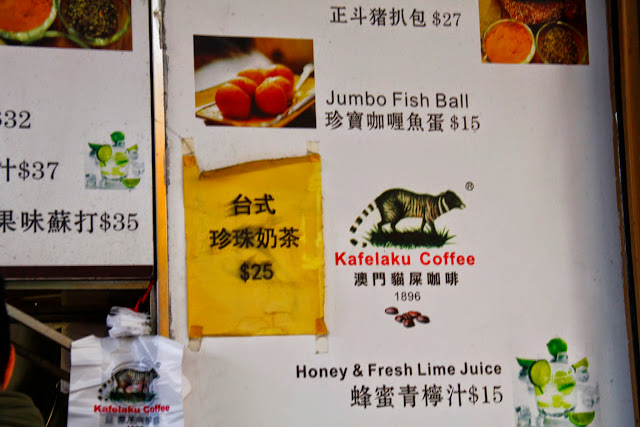 正斗豬扒包 $27
$32
Jumbo Fish Ball
珍寶咖喱魚蛋 $15
汁$37
果味蘇打$35
台式
珍珠奶茶
$25
®
Kafelaku Coffee
澳門貓屎咖啡
1896
Honey & Fresh Lime Juice
蜂蜜青檸汁$15
Kafelaku Coffee